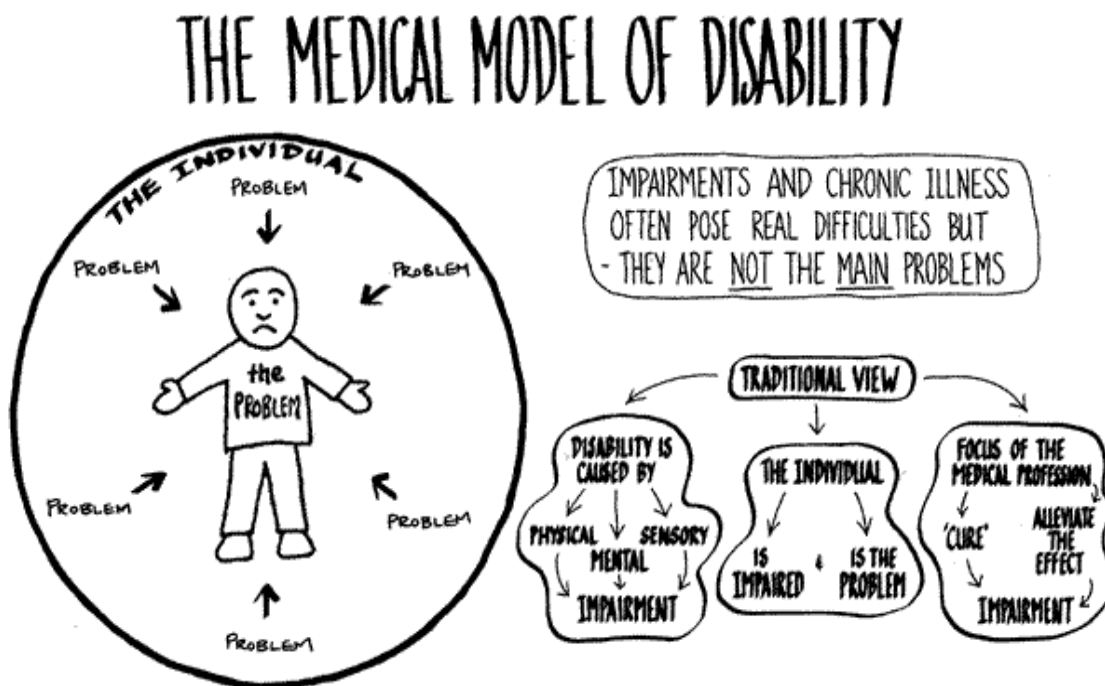 THE MEDICAL MODEL OF DISABILITY
THE INDIVIDUAL
PROBLEM
PROBLEM
PROBLEM
the
PROBLEM
PROBLEM
PROBLEM
PROBLEM
IMPAIRMENTS AND CHRONIC ILLNESS
OFTEN POSE REAL DIFFICULTIES BUT
- THEY ARE NOT THE MAIN PROBLEMS
TRADITIONAL VIEW
DISABILITY IS
CAUSED BY
PHYSICAL SENSORY
MENTAL
IMPAIRMENT
THE INDIVIDUAL
IS
IMPAIRED
&
IS THE
PROBLEM
FOCUS OF THE
MEDICAL PROFESSION
'CURE'
ALLEVIATE
THE
EFFECT
IMPAIRMENT